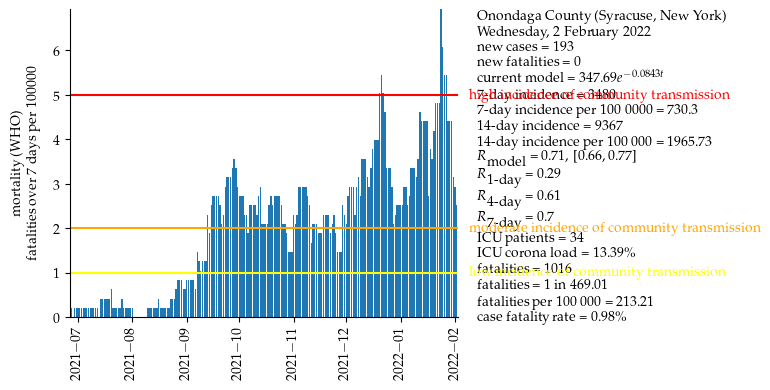 mortality (WHO)
fatalities over 7 days per 100000
6
5
4
3
2
1
0
2021−07
2021−08
2021−09
2021−10
2021−11
2021−12
2022−01
2022−02
Onondaga County (Syracuse, New York)
Wednesday, 2 February 2022
new cases = 193
new fatalities = 0
current model = 347.69e^{−0.0843t}
7-day incidence = 3480
high incidence of community transmission
7-day incidence per 100 0000 = 730.3
14-day incidence = 9367
14-day incidence per 100 000 = 1965.73
R_model = 0.71, [0.66, 0.77]
R_1-day = 0.29
R_4-day = 0.61
R_7-day = 0.7
moderate incidence of community transmission
ICU patients = 34
ICU corona load = 13.39%
fatalities = 1016
low incidence of community transmission
fatalities = 1 in 469.01
fatalities per 100 000 = 213.21
case fatality rate = 0.98%